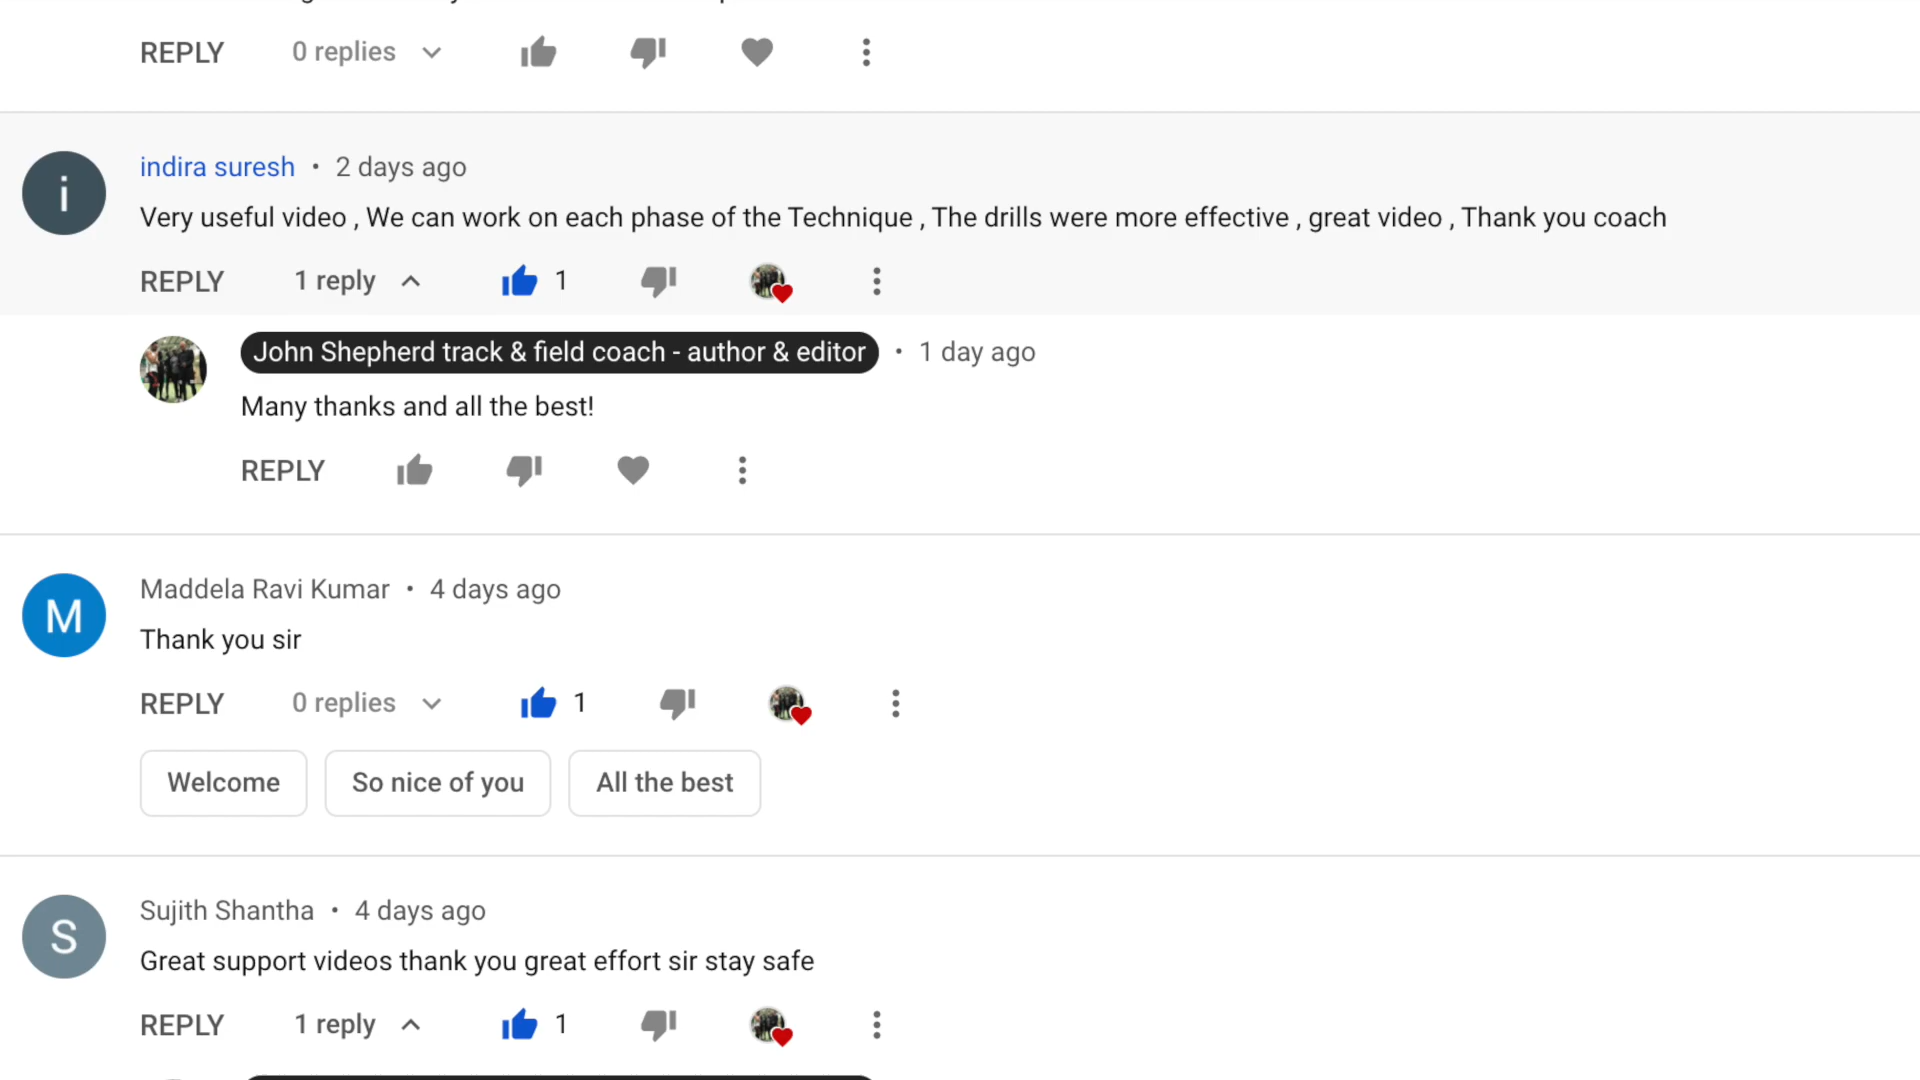 REPLY 0 replies
i
indira suresh • 2 days ago
Very useful video , We can work on each phase of the Technique , The drills were more effective , great video , Thank you coach
REPLY 1 reply 1
John Shepherd track & field coach - author & editor • 1 day ago
Many thanks and all the best!
REPLY
M
Maddela Ravi Kumar • 4 days ago
Thank you sir
REPLY 0 replies 1
Welcome So nice of you All the best
S
Sujith Shantha • 4 days ago
Great support videos thank you great effort sir stay safe
REPLY 1 reply 1